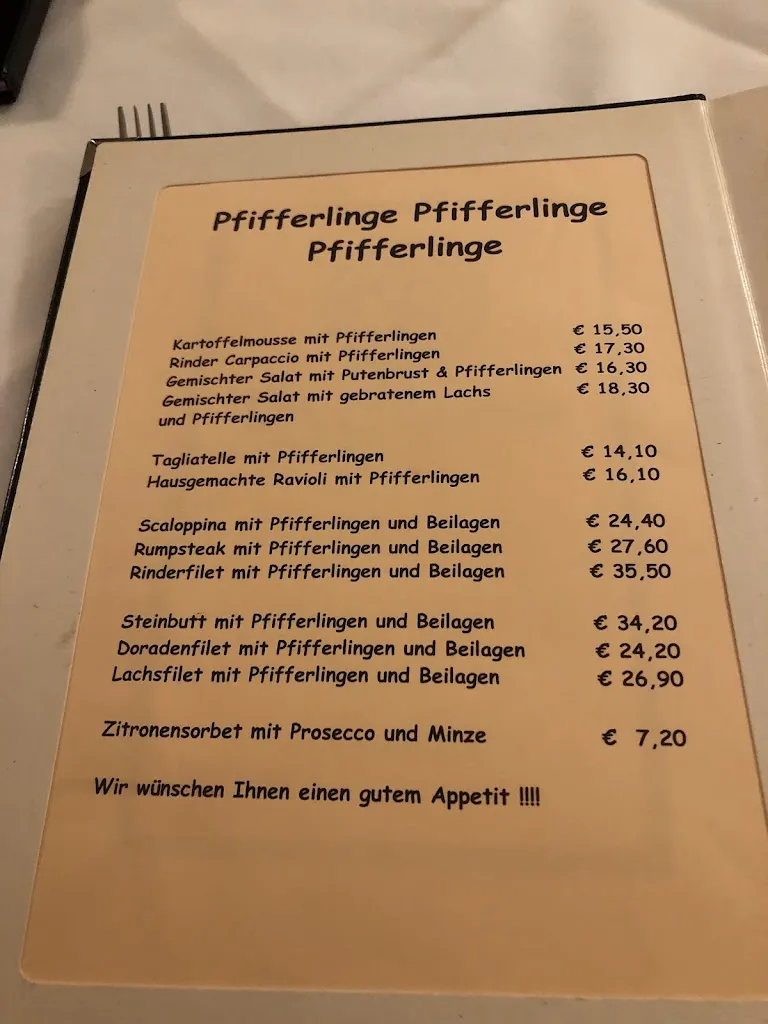 Pfifferlinge Pfifferlinge
Pfifferlinge
Kartoffelmousse mit Pfifferlingen € 15,50
Rinder Carpaccio mit Pfifferlingen € 17,30
Gemischter Salat mit Putenbrust & Pfifferlingen € 16,30
Gemischter Salat mit gebratenem Lachs € 18,30
und Pfifferlingen
Tagliatelle mit Pfifferlingen € 14,10
Hausgemachte Ravioli mit Pfifferlingen € 16,10
Scaloppina mit Pfifferlingen und Beilagen € 24,40
Rumpsteak mit Pfifferlingen und Beilagen € 27,60
Rinderfilet mit Pfifferlingen und Beilagen € 35,50
Steinbutt mit Pfifferlingen und Beilagen € 34,20
Doradenfilet mit Pfifferlingen und Beilagen € 24,20
Lachsfilet mit Pfifferlingen und Beilagen € 26,90
Zitronensorbet mit Prosecco und Minze € 7,20
Wir wünschen Ihnen einen gutem Appetit !!!!